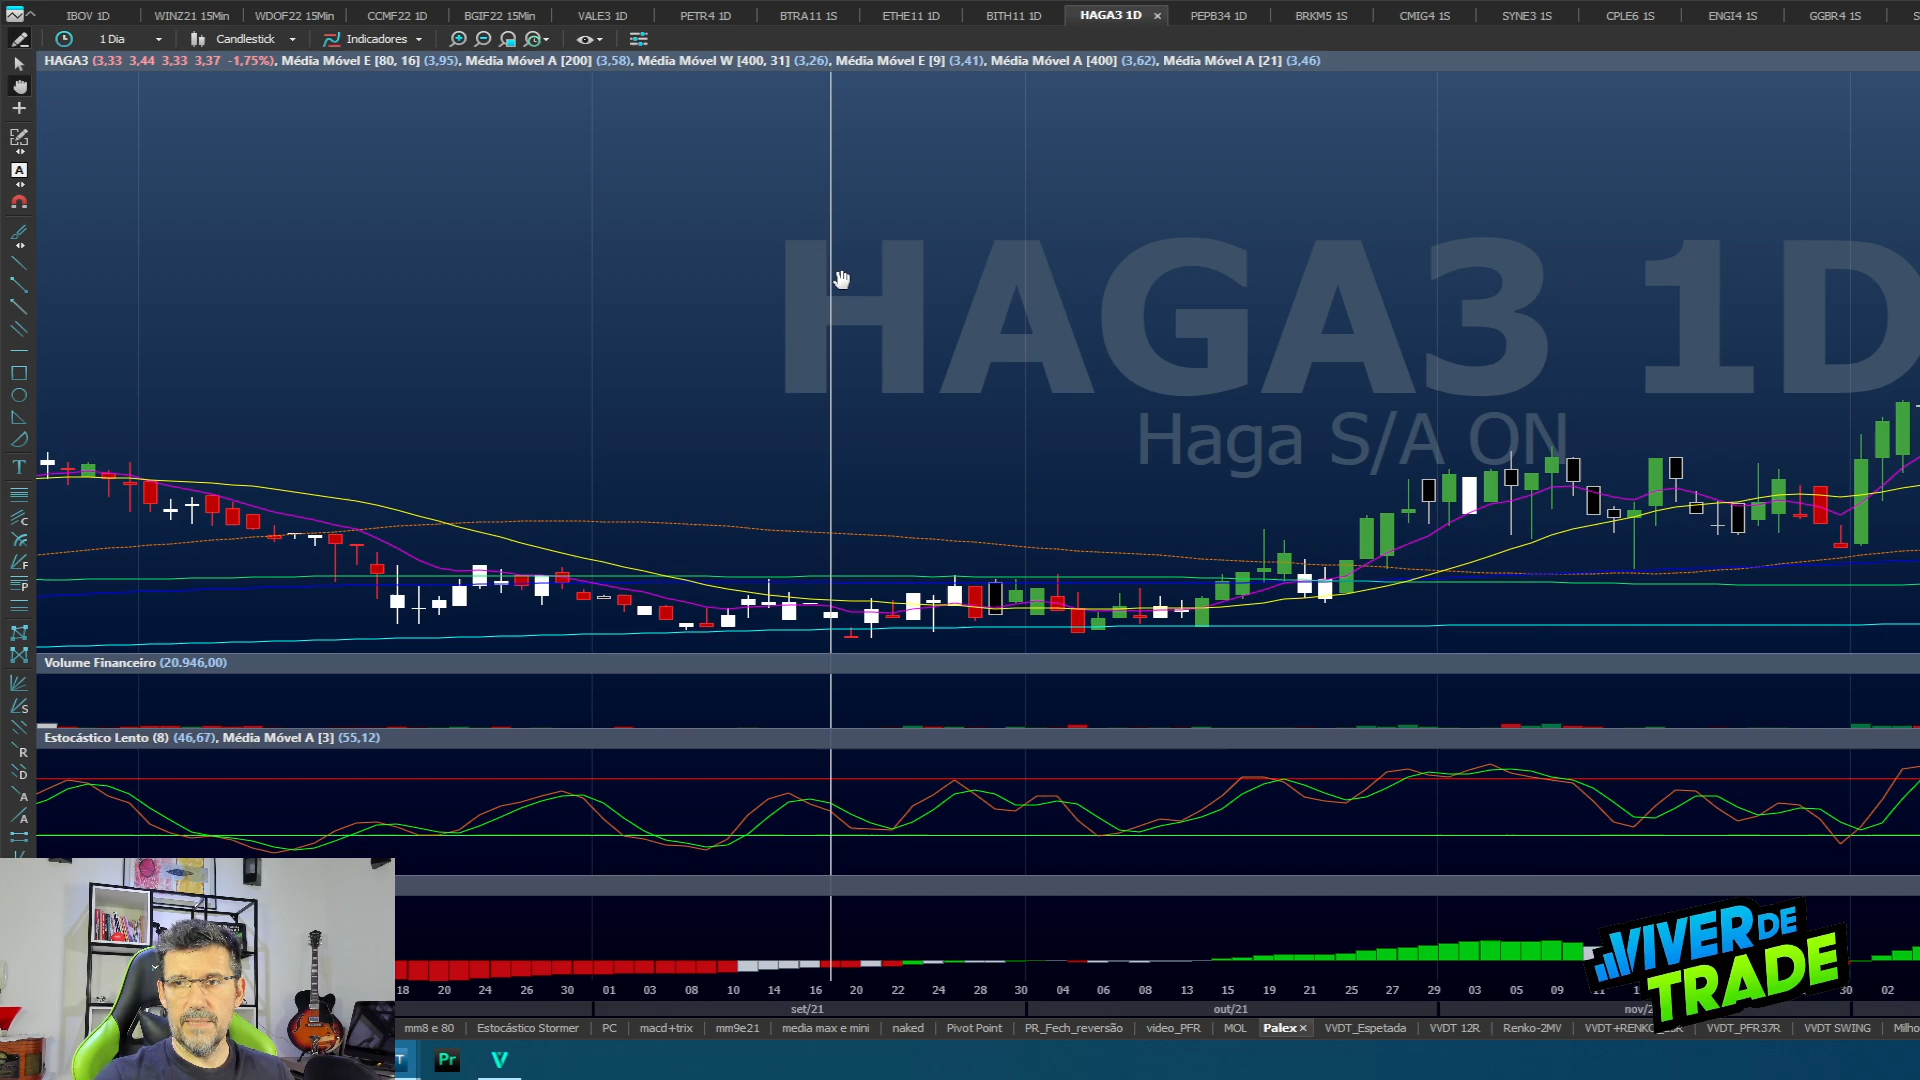 IBOV 1D WINZ21 15Min WDOF22 15Min CCMF22 1D BGIF22 15Min VALE3 1D PETR4 1D BTRA11 1S ETHE11 1D BITH11 1D HAGA3 1D × PEPB34 1D BRKM5 1S CMIG4 1S SYNE3 1S CPLE6 1S ENGI4 1S GGBR4 1S
1 Dia Candlestick Indicadores
HAGA3 (3,33 3,44 3,33 3,37 -1,75%), Média Móvel E [80, 16] (3,95), Média Móvel A [200] (3,58), Média Móvel W [400, 31] (3,26), Média Móvel E [9] (3,41), Média Móvel A [400] (3,62), Média Móvel A [21] (3,46)
HAGA3 1D
Haga S/A ON
Volume Financeiro (20.946,00)
Estocástico Lento (8) (46,67), Média Móvel A [3] (55,12)
VIVER DE
TRADE
18 20 24 26 30 01 03 08 10 14 16 20 22 24 28 30 04 06 08 13 15 19 21 25 27 29 03 05 09 30 02
set/21 out/21
mm8 e 80 Estocástico Stormer PC macd+trix mm9e21 media max e mini naked Pivot Point PR_Fech_reversão video_PFR MOL Palex× VVDT_Espetada VVDT 12R Renko-2MV VVDT_PFR37R VVDT SWING
Pr